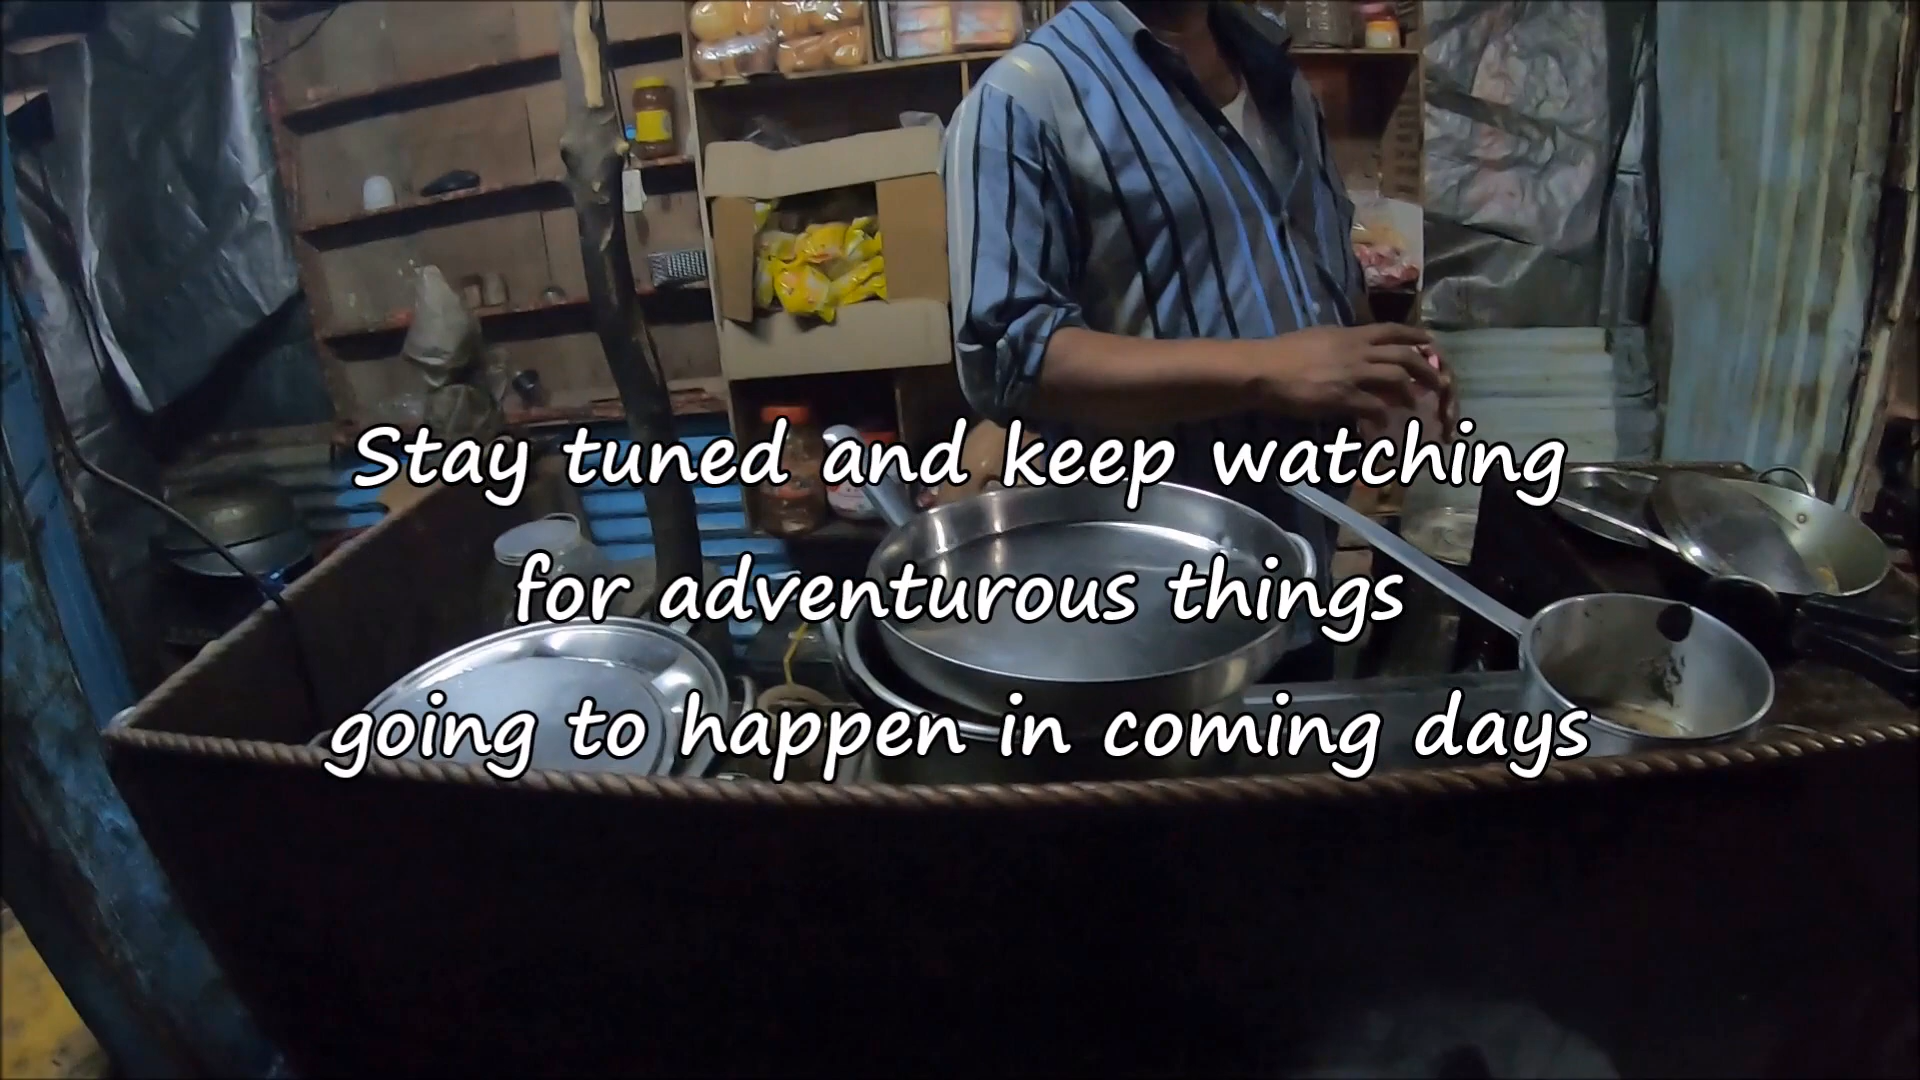 Stay tuned and keep watching
for adventurous things
going to happen in coming days